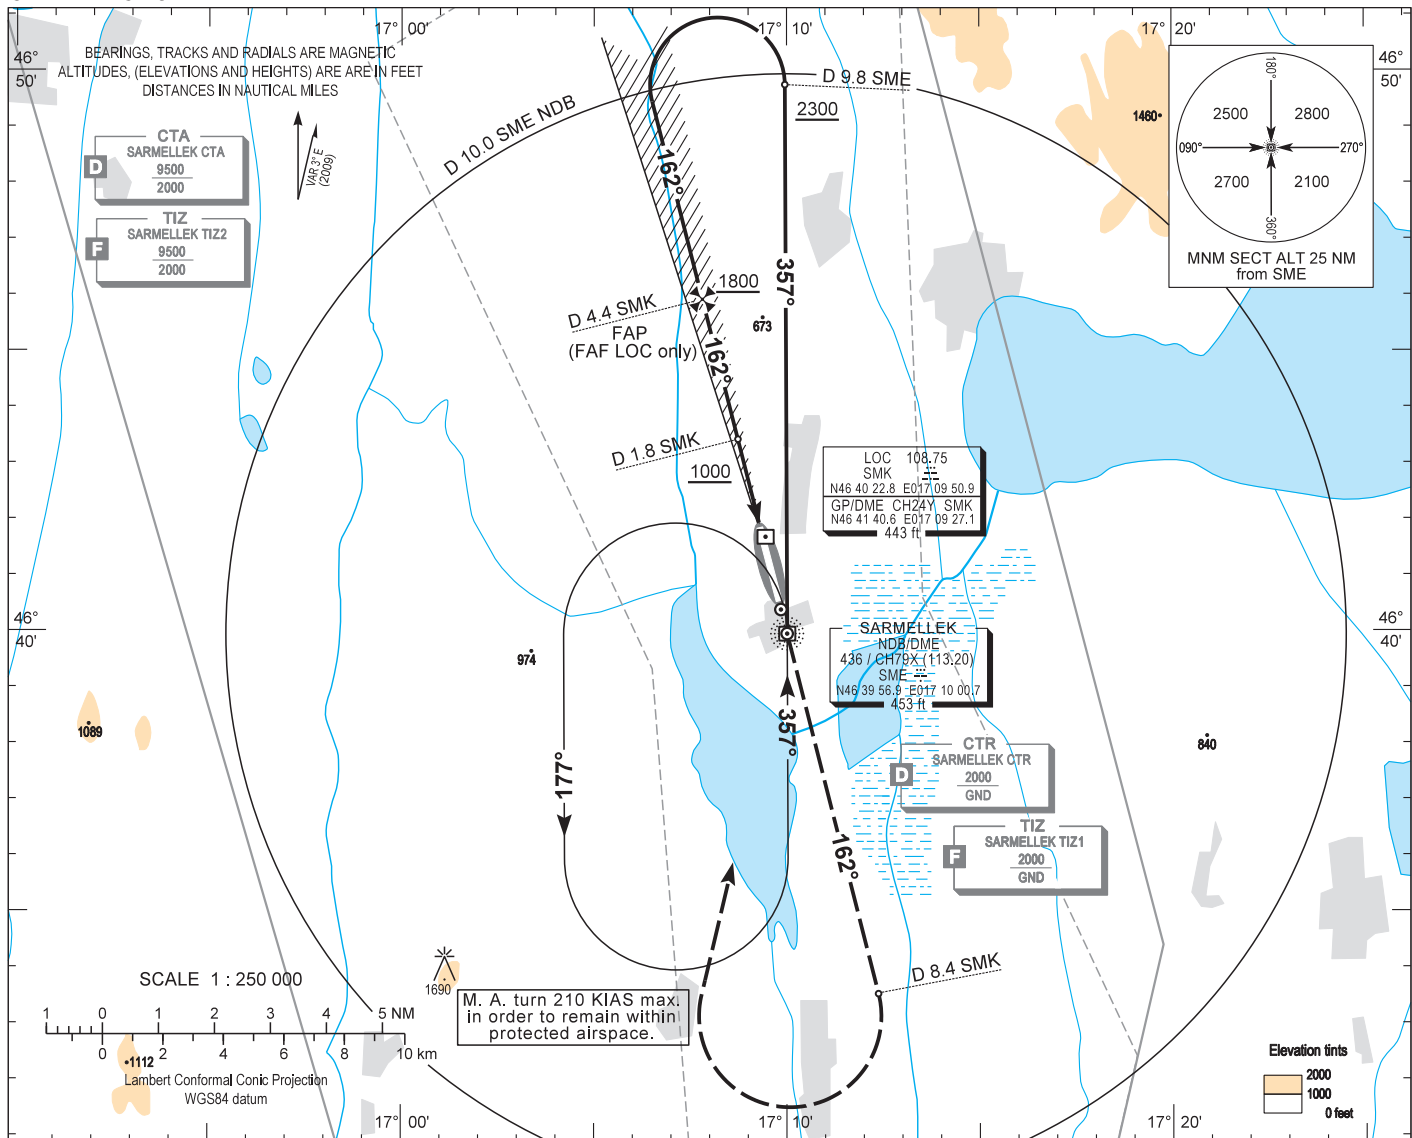 17° 00'
17° 10'
17° 20'
46°
50'
46°
50'
BEARINGS, TRACKS AND RADIALS ARE MAGNETIC
ALTITUDES, (ELEVATIONS AND HEIGHTS) ARE ARE IN FEET
DISTANCES IN NAUTICAL MILES
VAR 3° E
(2009)
CTA
D
SARMELLEK CTA
9500
2000
TIZ
F
SARMELLEK TIZ2
9500
2000
D 10.0 SME NDB
D 9.8 SME
2300
1460
180°
2500
2800
090°
270°
2700
2100
360°
MNM SECT ALT 25 NM
from SME
162°
357°
1800
D 4.4 SMK
FAP
(FAF LOC only)
673
162°
D 1.8 SMK
1000
LOC 108.75
SMK
N46 40 22.8 E017 09 50.9
GP/DME CH24Y SMK
N46 41 40.6 E017 09 27.1
443 ft
46°
40'
46°
40'
SARMELLEK
NDB/DME
436 / CH79X (113.20)
SME
N46 39 56.9 E017 10 00.7
453 ft
974
1089
357°
177°
840
CTR
D
SARMELLEK CTR
2000
GND
TIZ
F
SARMELLEK TIZ1
2000
GND
162°
D 8.4 SMK
1690
M. A. turn 210 KIAS max.
in order to remain within
protected airspace.
SCALE 1 : 250 000
1 0 1 2 3 4 5 NM
0 2 4 6 8 10 km
1112
Lambert Conformal Conic Projection
WGS84 datum
Elevation tints
2000
1000
0 feet
17° 00'
17° 10'
17° 20'